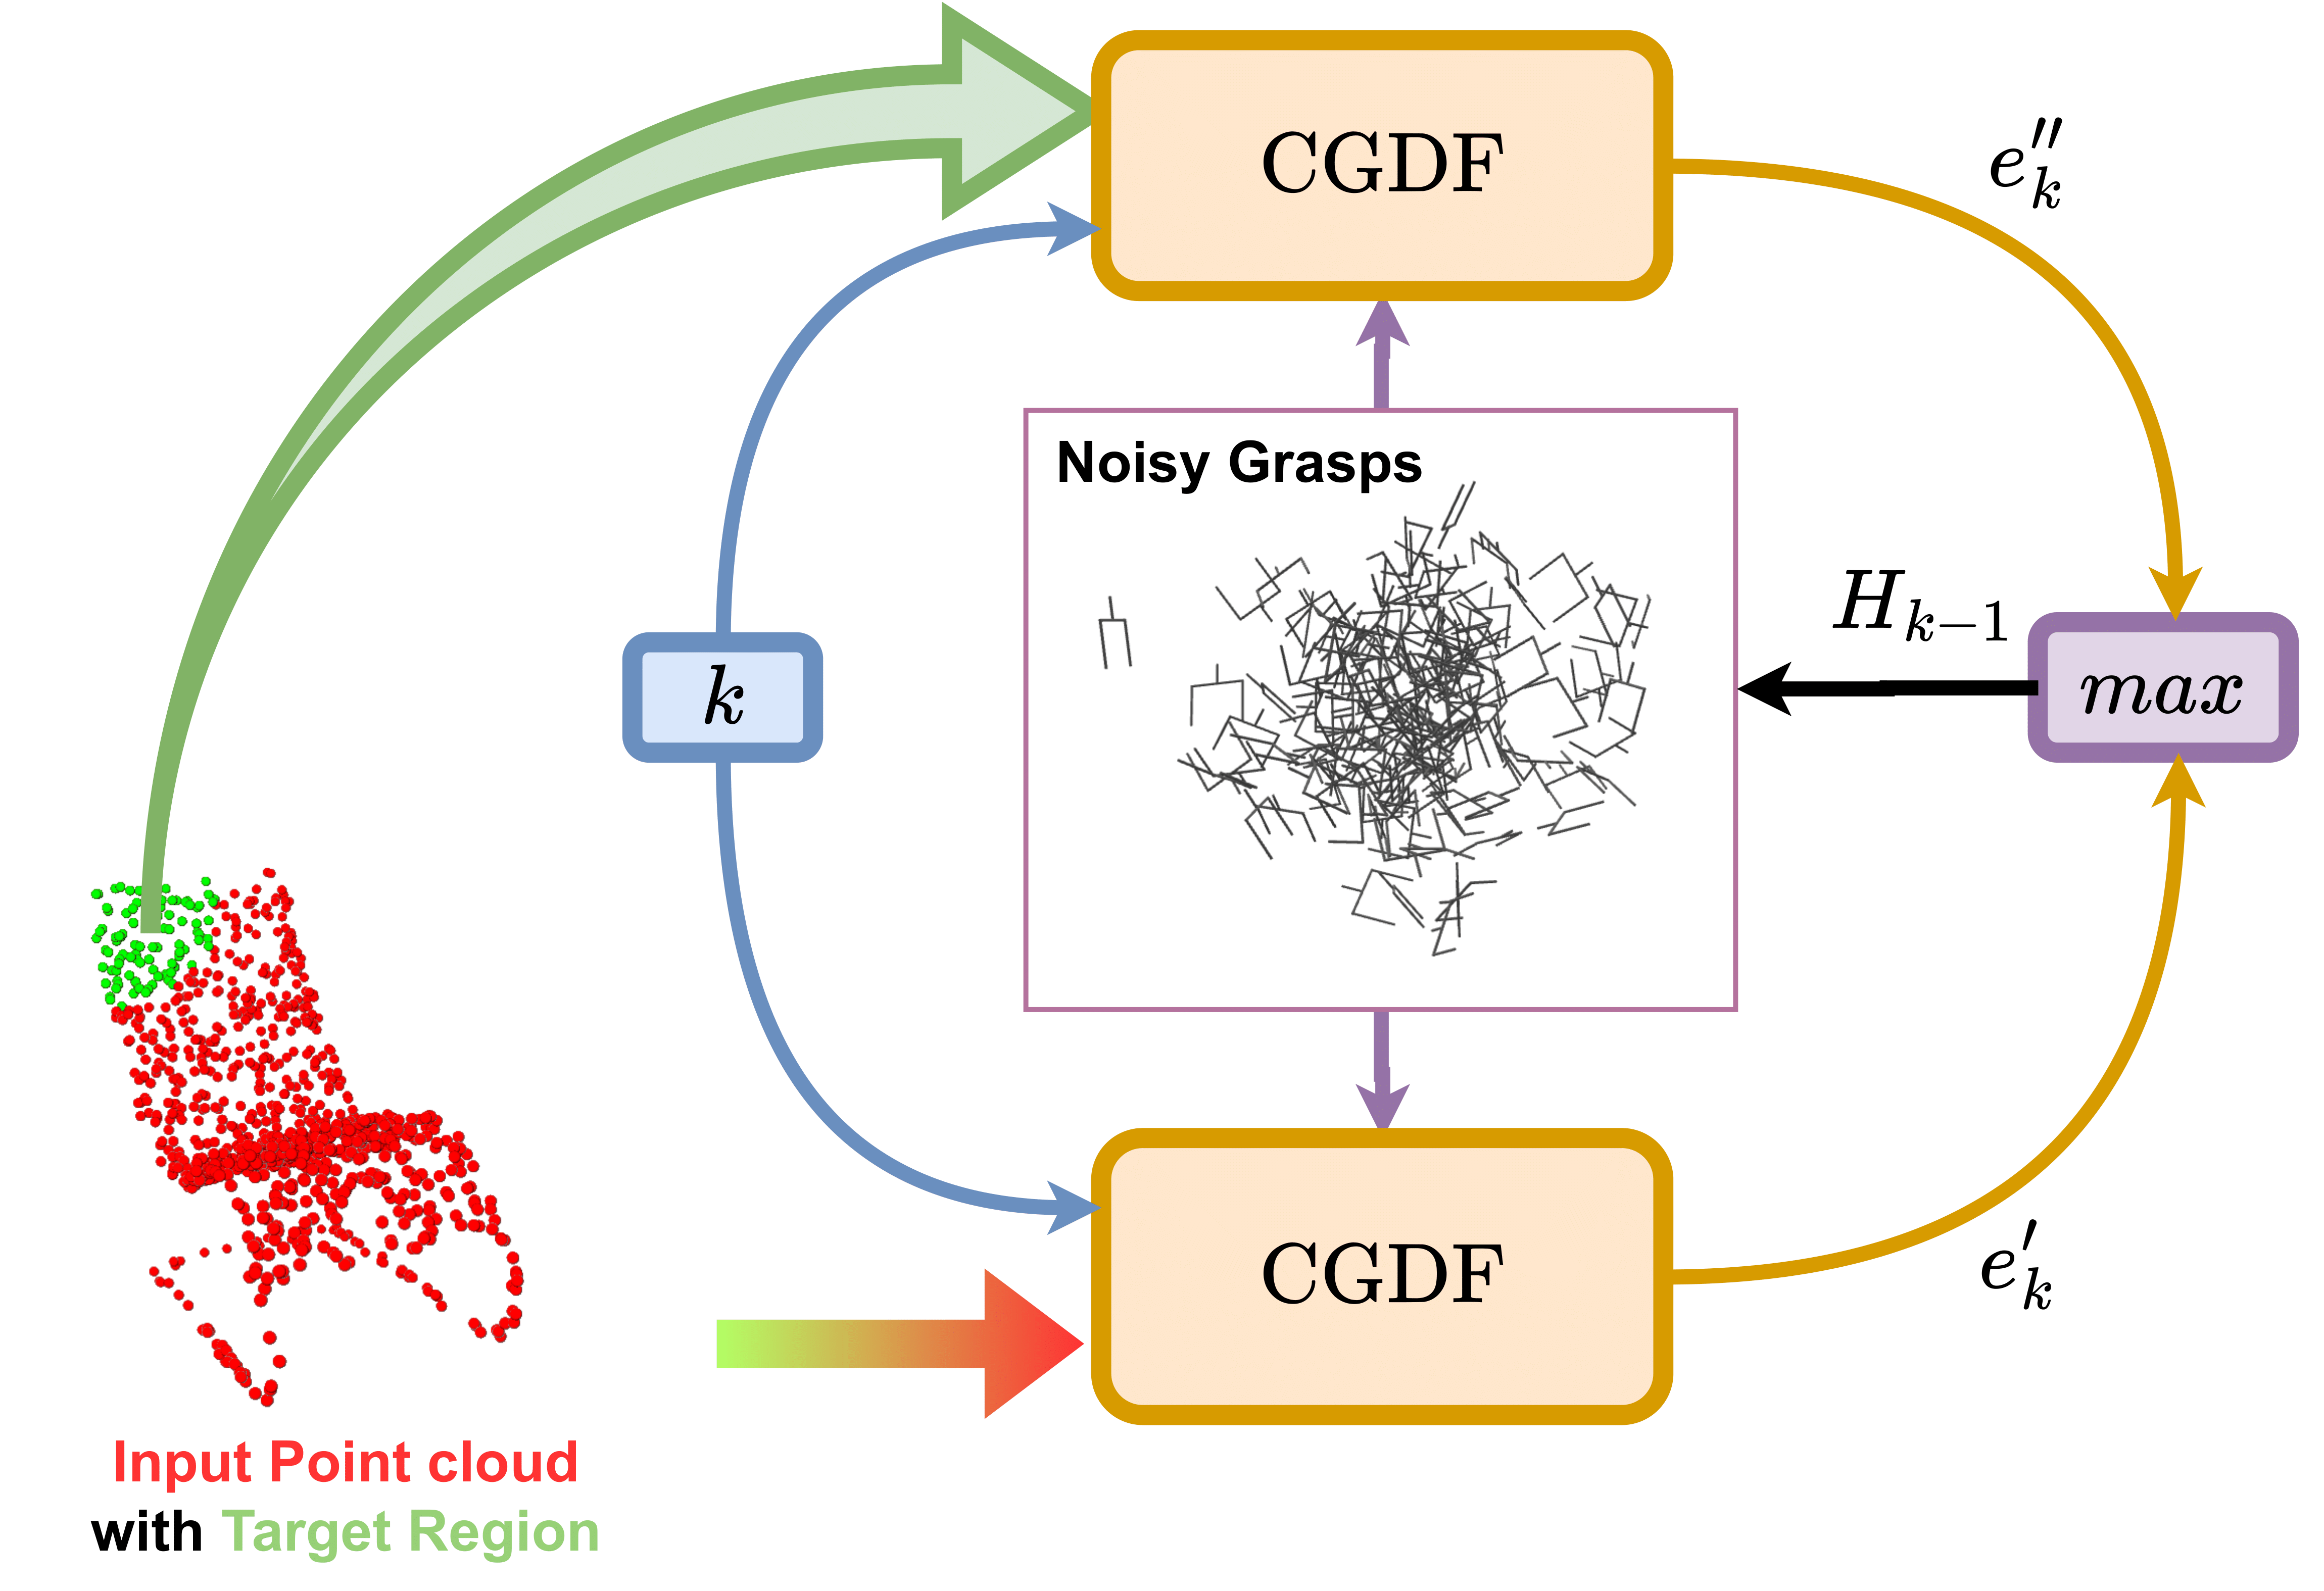 CGDF
e''_k
Noisy Grasps
H_{k-1}
k
max
CGDF
e'_k
Input Point cloud
with Target Region